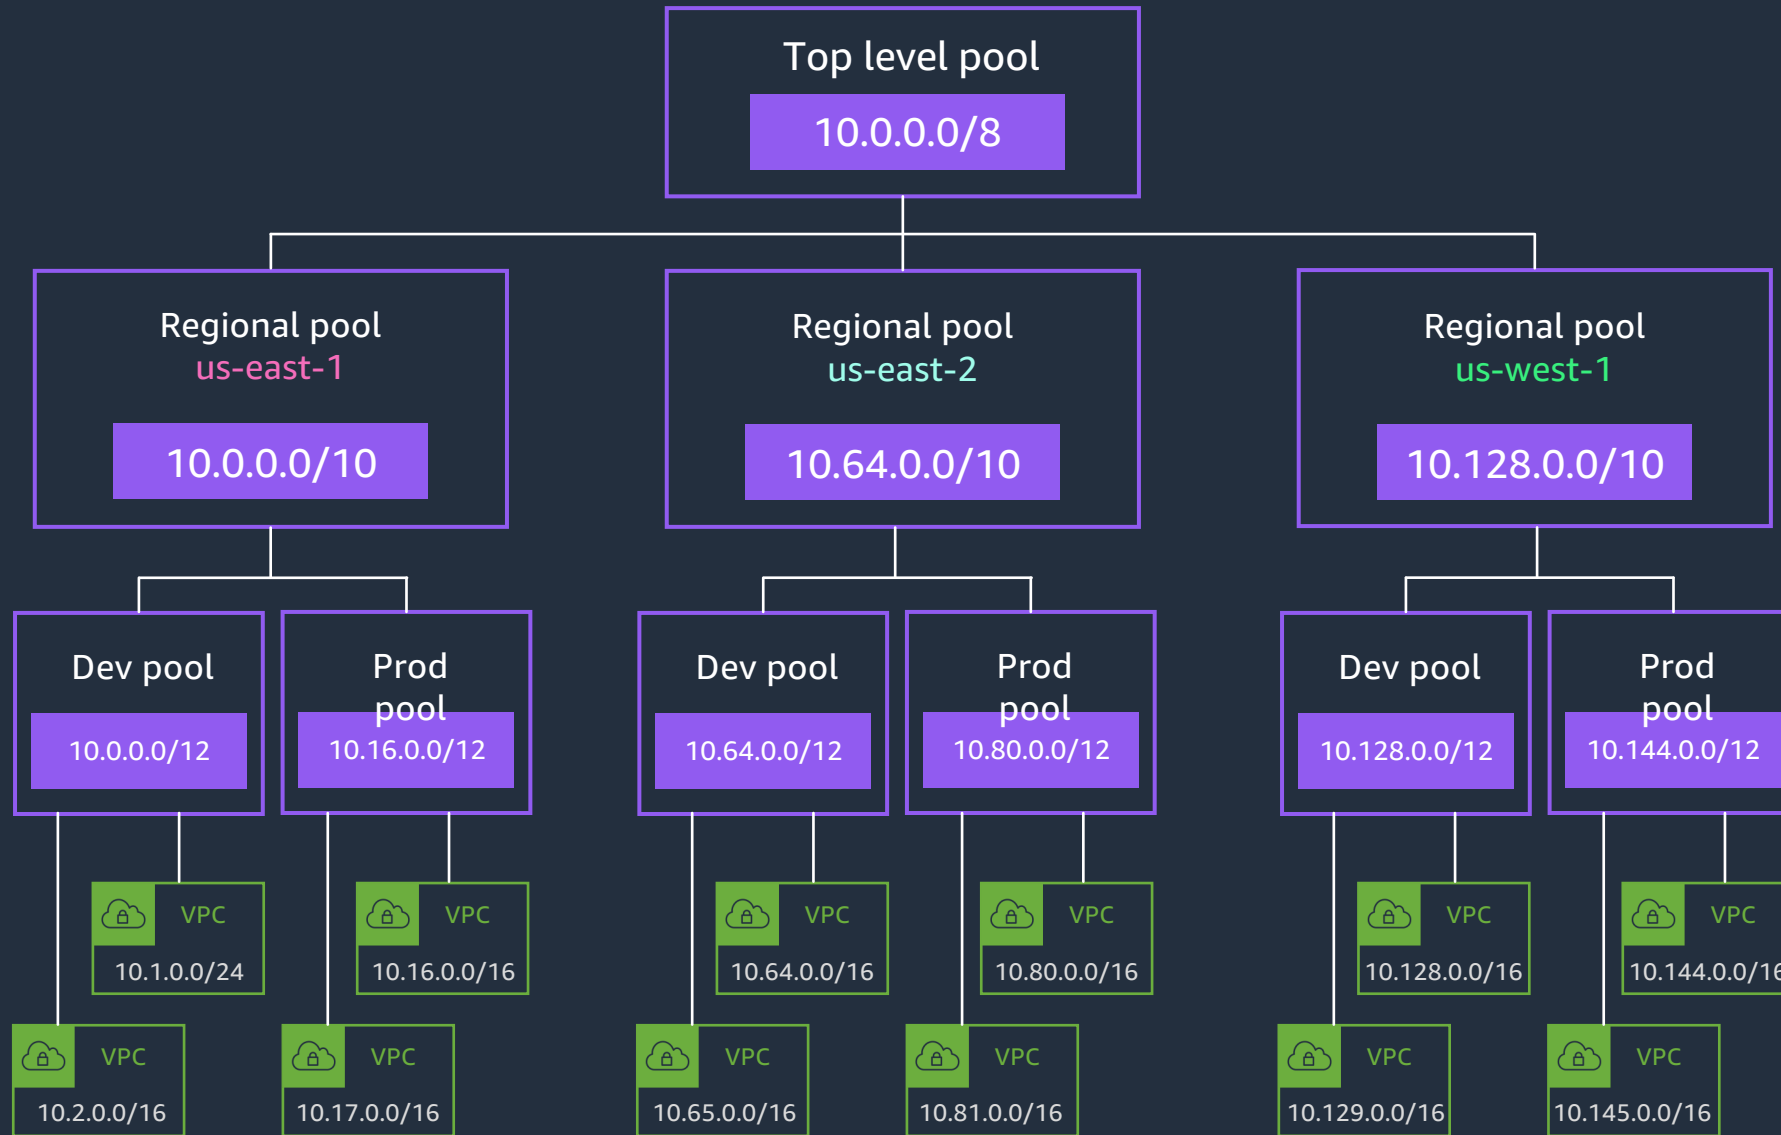 Top level pool
10.0.0.0/8
Regional pool
us-east-1
10.0.0.0/10
Regional pool
us-east-2
10.64.0.0/10
Regional pool
us-west-1
10.128.0.0/10
Dev pool
10.0.0.0/12
Prod
pool
10.16.0.0/12
Dev pool
10.64.0.0/12
Prod
pool
10.80.0.0/12
Dev pool
10.128.0.0/12
Prod
pool
10.144.0.0/12
VPC
10.1.0.0/24
VPC
10.16.0.0/16
VPC
10.64.0.0/16
VPC
10.80.0.0/16
VPC
10.128.0.0/16
VPC
10.144.0.0/16
VPC
10.2.0.0/16
VPC
10.17.0.0/16
VPC
10.65.0.0/16
VPC
10.81.0.0/16
VPC
10.129.0.0/16
VPC
10.145.0.0/16